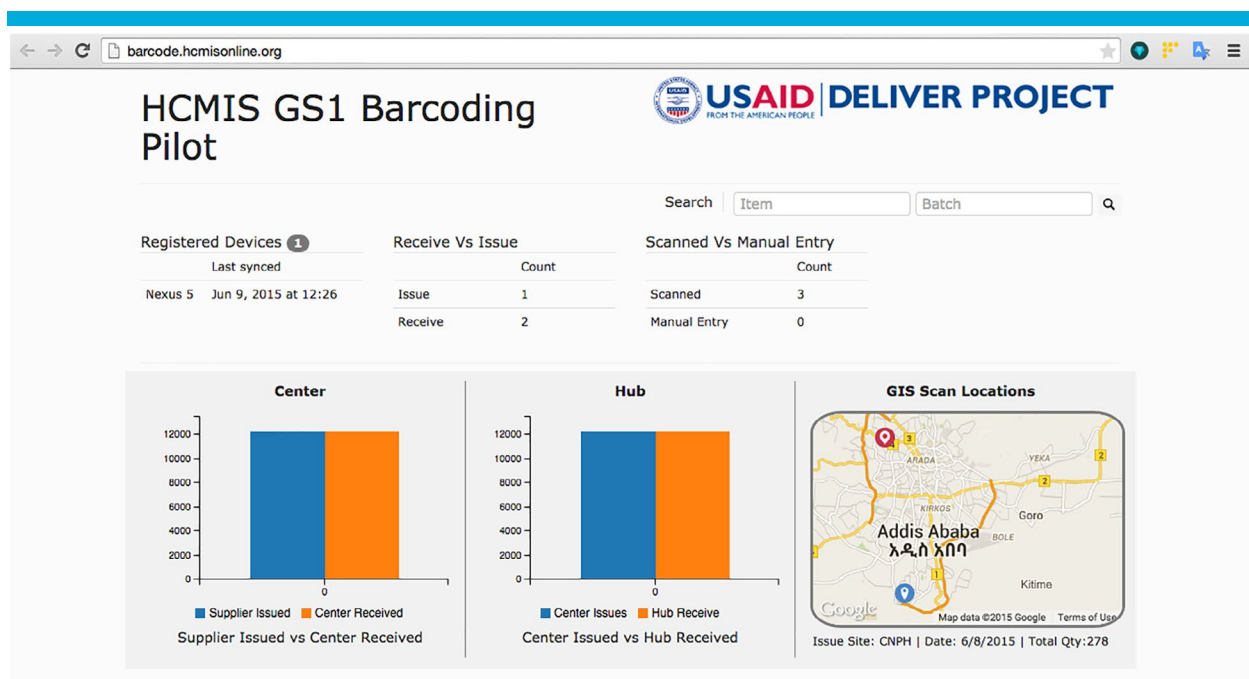 barcode.hcmisonline.org
HCMIS GS1 Barcoding
Pilot
USAID DELIVER PROJECT
FROM THE AMERICAN PEOPLE
Search Item Batch
Registered Devices 1
Last synced
Nexus 5 Jun 9, 2015 at 12:26
Receive Vs Issue
Count
Issue 1
Receive 2
Scanned Vs Manual Entry
Count
Scanned 3
Manual Entry 0
Center
12000
10000
8000
6000
4000
2000
0
0
Supplier Issued Center Received
Supplier Issued vs Center Received
Hub
12000
10000
8000
6000
4000
2000
0
0
Center Issues Hub Receive
Center Issued vs Hub Received
GIS Scan Locations
3
4
ARADA
YEKA
2
2
KIRKOS
Goro
Addis Ababa
BOLE
አዲስ አበባ
1
Kitime
Google
Map data ©2015 Google Terms of Use
Issue Site: CNPH | Date: 6/8/2015 | Total Qty:278